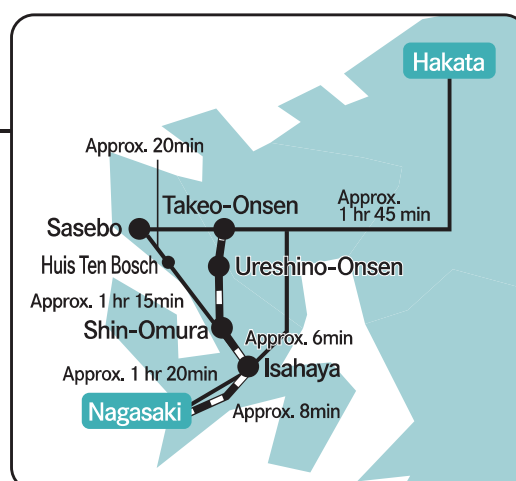 Hakata
Approx. 20min
Approx.
1 hr 45 min
Takeo-Onsen
Sasebo
Huis Ten Bosch
Ureshino-Onsen
Approx. 1 hr 15min
Shin-Omura
Approx. 6min
Approx. 1 hr 20min
Isahaya
Nagasaki
Approx. 8min